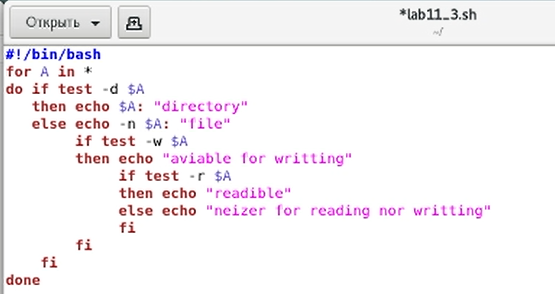 Открыть
*lab11_3.sh
~/
#!/bin/bash
for A in *
do if test -d $A
then echo $A: "directory"
else echo -n $A: "file"
if test -w $A
then echo "aviable for writting"
if test -r $A
then echo "readible"
else echo "neizer for reading nor writting"
fi
fi
fi
done